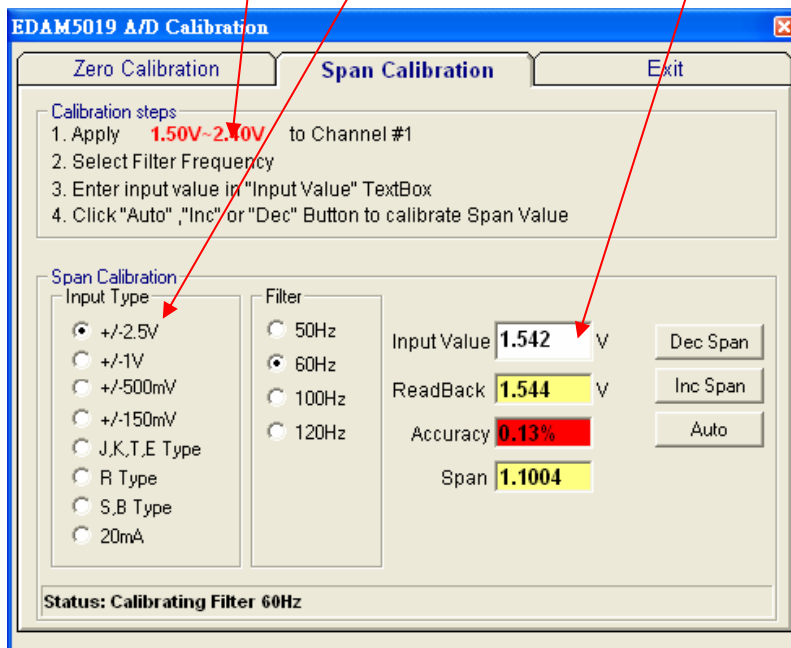 EDAM5019 A/D Calibration
Zero Calibration Span Calibration Exit
Calibration steps
1. Apply 1.50V~2.40V to Channel #1
2. Select Filter Frequency
3. Enter input value in "Input Value" TextBox
4. Click "Auto" ,"Inc" or "Dec" Button to calibrate Span Value
Span Calibration
Input Type
+/-2.5V
+/-1V
+/-500mV
+/-150mV
J,K,T,E Type
R Type
S,B Type
20mA
Filter
50Hz
60Hz
100Hz
120Hz
Input Value 1.542 V
ReadBack 1.544 V
Accuracy 0.13%
Span 1.1004
Dec Span
Inc Span
Auto
Status: Calibrating Filter 60Hz